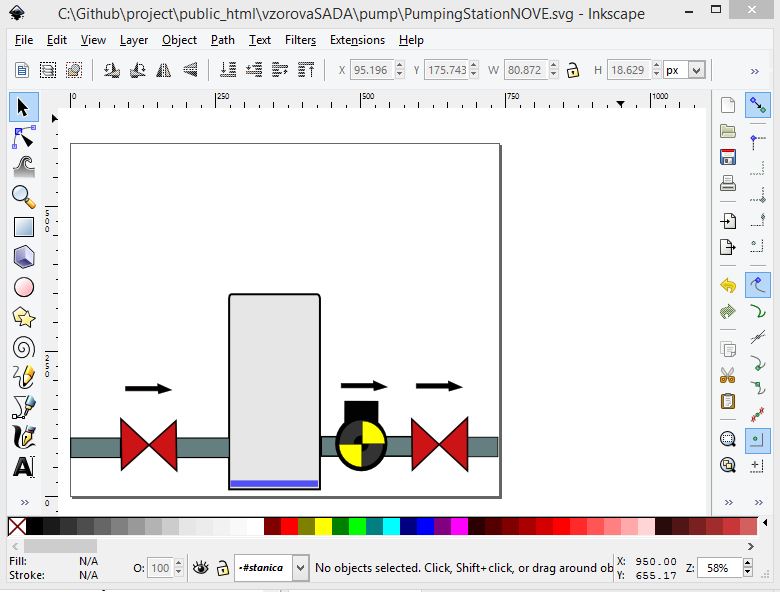 C:\Github\project\public_html\vzorovaSADA\pump\PumpingStationNOVE.svg - Inkscape
File Edit View Layer Object Path Text Filters Extensions Help
X 95.196 Y 175.743 W 80.872 H 18.629 px
0 250 500 750 1000
500
250
0
A
Fill: N/A
Stroke: N/A
O: 100
#stanica
No objects selected. Click, Shift+click, or drag around ob
X: 950.00
Y: 655.17
Z: 58%